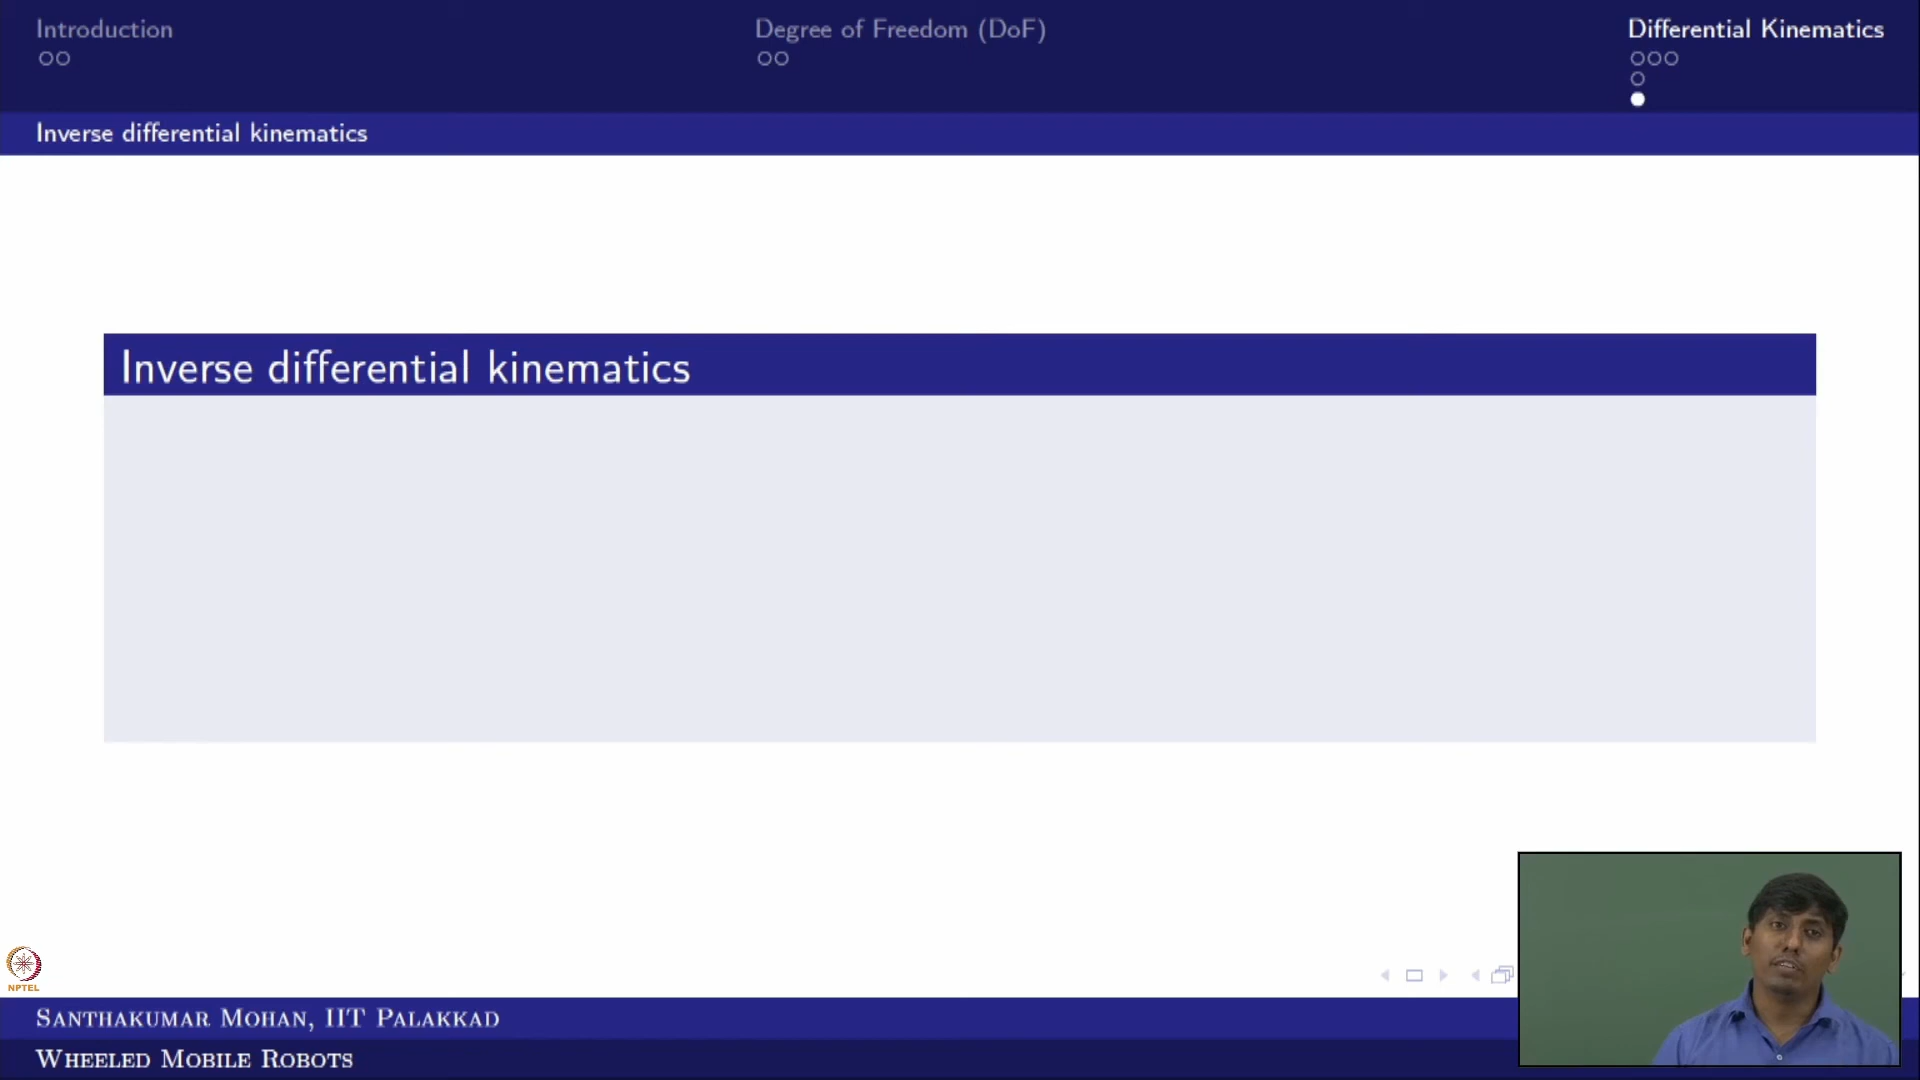 Introduction
Degree of Freedom (DoF)
Differential Kinematics
Inverse differential kinematics
Inverse differential kinematics
NPTEL
Santhakumar Mohan, IIT Palakkad
Wheeled Mobile Robots